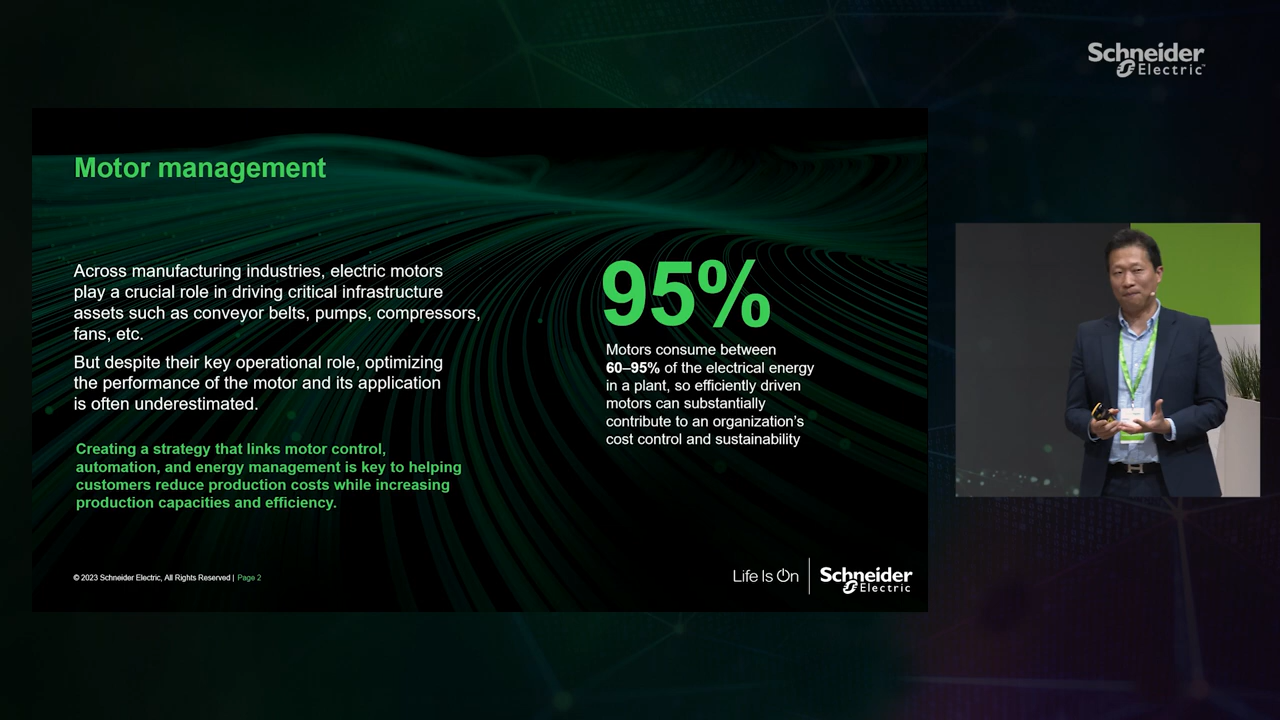 Schneider
Electric
Motor management
Across manufacturing industries, electric motors
play a crucial role in driving critical infrastructure
assets such as conveyor belts, pumps, compressors,
fans, etc.
But despite their key operational role, optimizing
the performance of the motor and its application
is often underestimated.
Creating a strategy that links motor control,
automation, and energy management is key to helping
customers reduce production costs while increasing
production capacities and efficiency.
95%
Motors consume between
60–95% of the electrical energy
in a plant, so efficiently driven
motors can substantially
contribute to an organization’s
cost control and sustainability
© 2023 Schneider Electric, All Rights Reserved | Page 2
Life Is On
Schneider
Electric